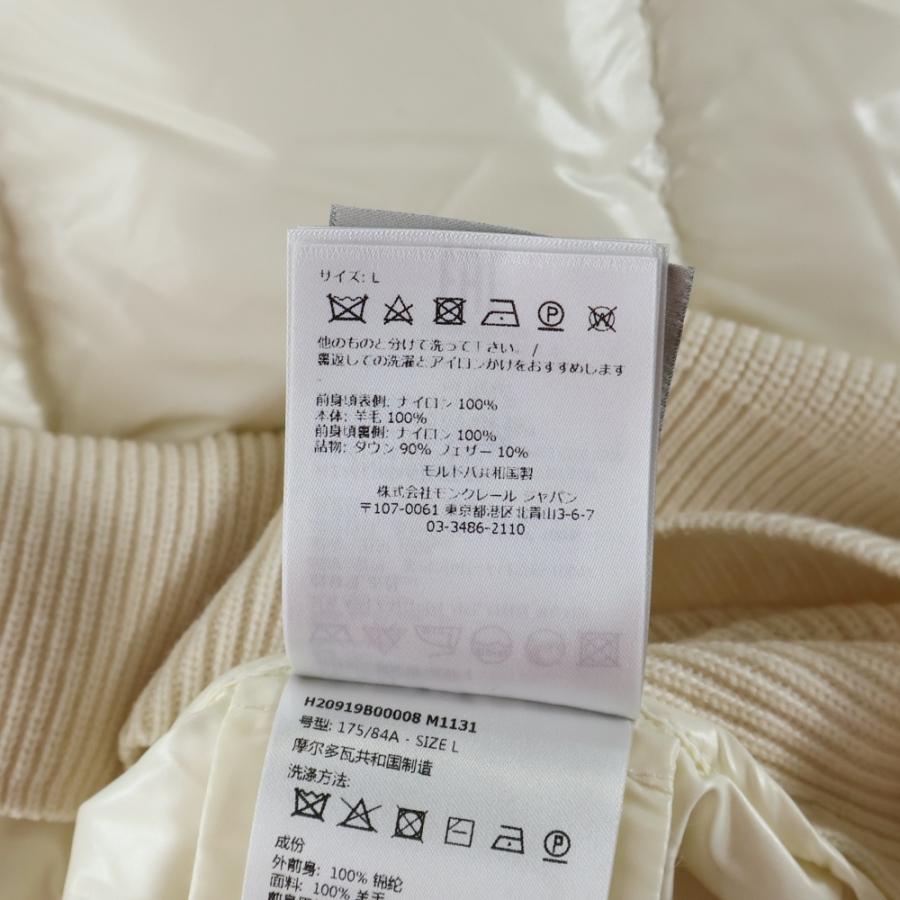 サイズ: L
他のものと分けて洗って下さい。/
裏返しての洗濯とアイロンかけをおすすめします
.
前身頃表側: ナイロン 100%
本体: 羊毛 100%
前身頃裏側: ナイロン 100%
詰物: ダウン 90% フェザー 10%
モルドバ共和国製
株式会社モンクレール ジャパン
〒107-0061 東京都港区北青山3-6-7
03-3486-2110
H20919B00008 M1131
号型: 175/84A - SIZE L
摩尔多瓦共和国制造
洗涤方法:
成份
外前身: 100% 锦纶
面料: 100% 羊毛